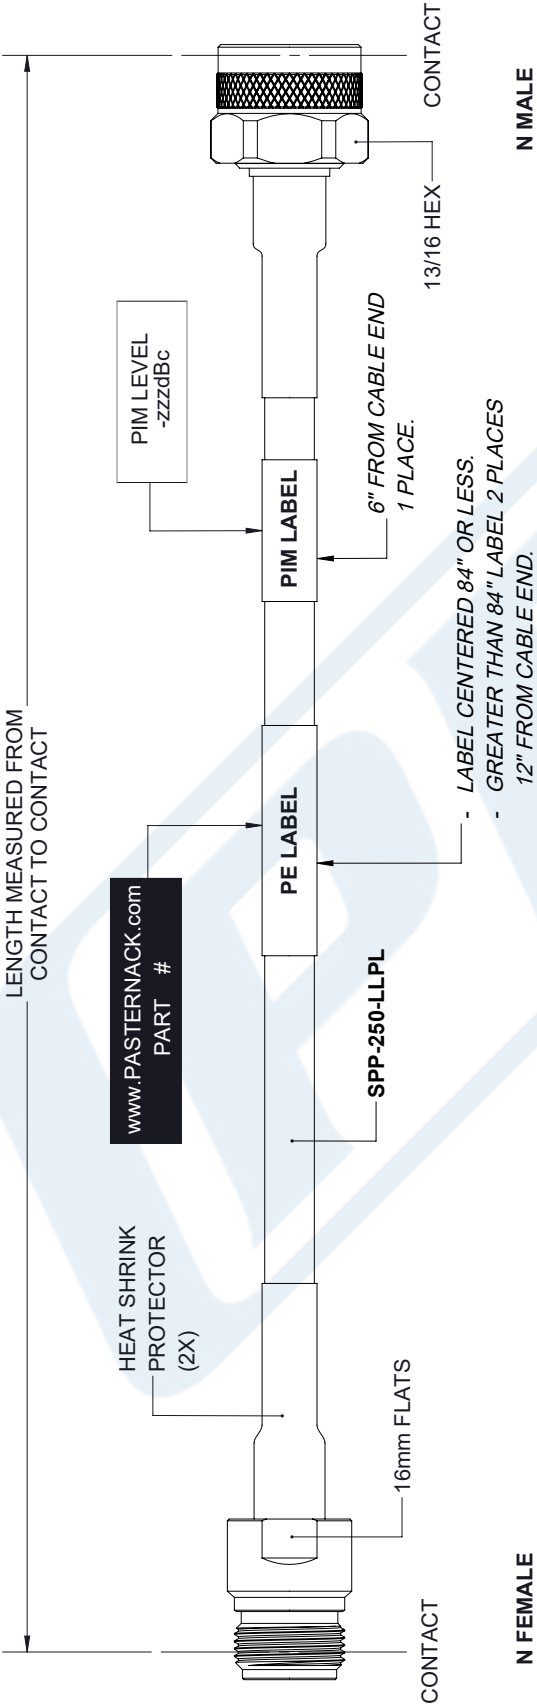 LENGTH MEASURED FROM
CONTACT TO CONTACT
www.PASTERNACK.com
PART #
PIM LEVEL
-zzzdBc
HEAT SHRINK
PROTECTOR
(2X)
PE LABEL
PIM LABEL
16mm FLATS
SPP-250-LLPL
6" FROM CABLE END
1 PLACE.
13/16 HEX
CONTACT
CONTACT
- LABEL CENTERED 84" OR LESS.
- GREATER THAN 84" LABEL 2 PLACES
12" FROM CABLE END.
N FEMALE
N MALE